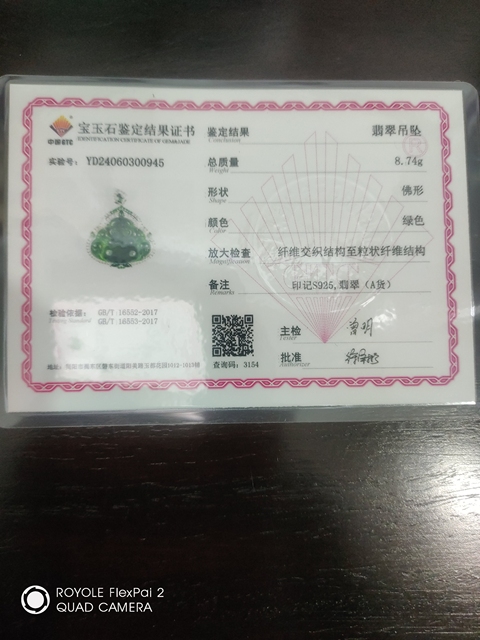 中国GTC
宝玉石鉴定结果证书
IDENTIFICATION CERTIFICATE OF GEM&JADE
实验号: YD24060300945
鉴定结果 翡翠吊坠
Conclusion
总质量 8.74g
Weight
形状 佛形
Shape
颜色 绿色
Color
放大检查 纤维交织结构至粒状纤维结构
Magnification
备注 印记S925,翡翠（A货）
Remarks
检验依据: GB/T 16552-2017
GB/T 16553-2017
主检
Tester
批准
Authorizer
查询码: 3154
®
ROYOLE FlexPai 2
QUAD CAMERA